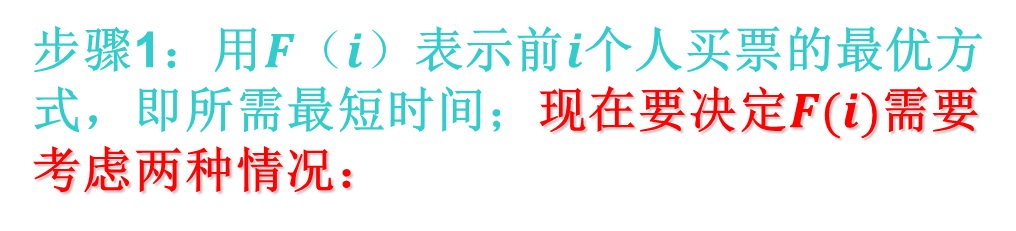 步骤1：用F（i）表示前i个人买票的最优方
式，即所需最短时间；现在要决定F(i)需要
考虑两种情况：